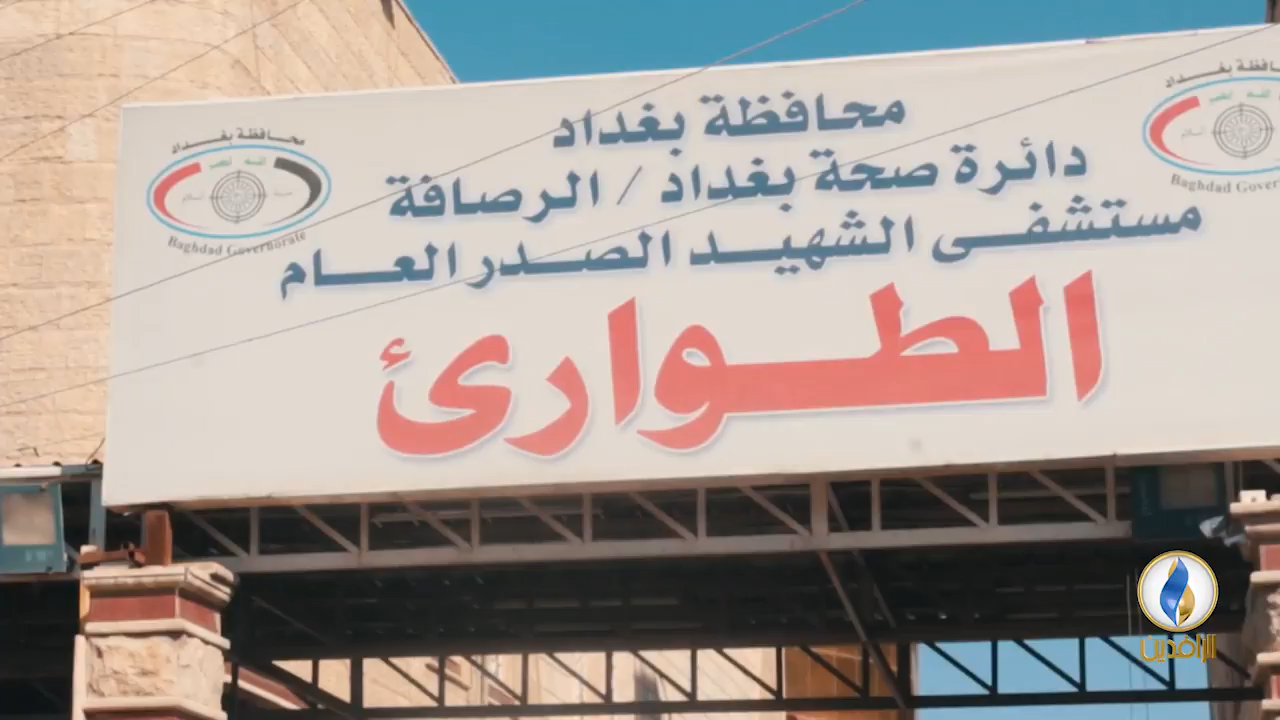 محافظة بغداد
دائرة صحة بغداد / الرصافة
مستشفى الشهيد الصدر العام
الطوارئ
محافظة بغداد
Baghdad Governorate
محافظة بغداد
Baghdad Gover
الرافدين